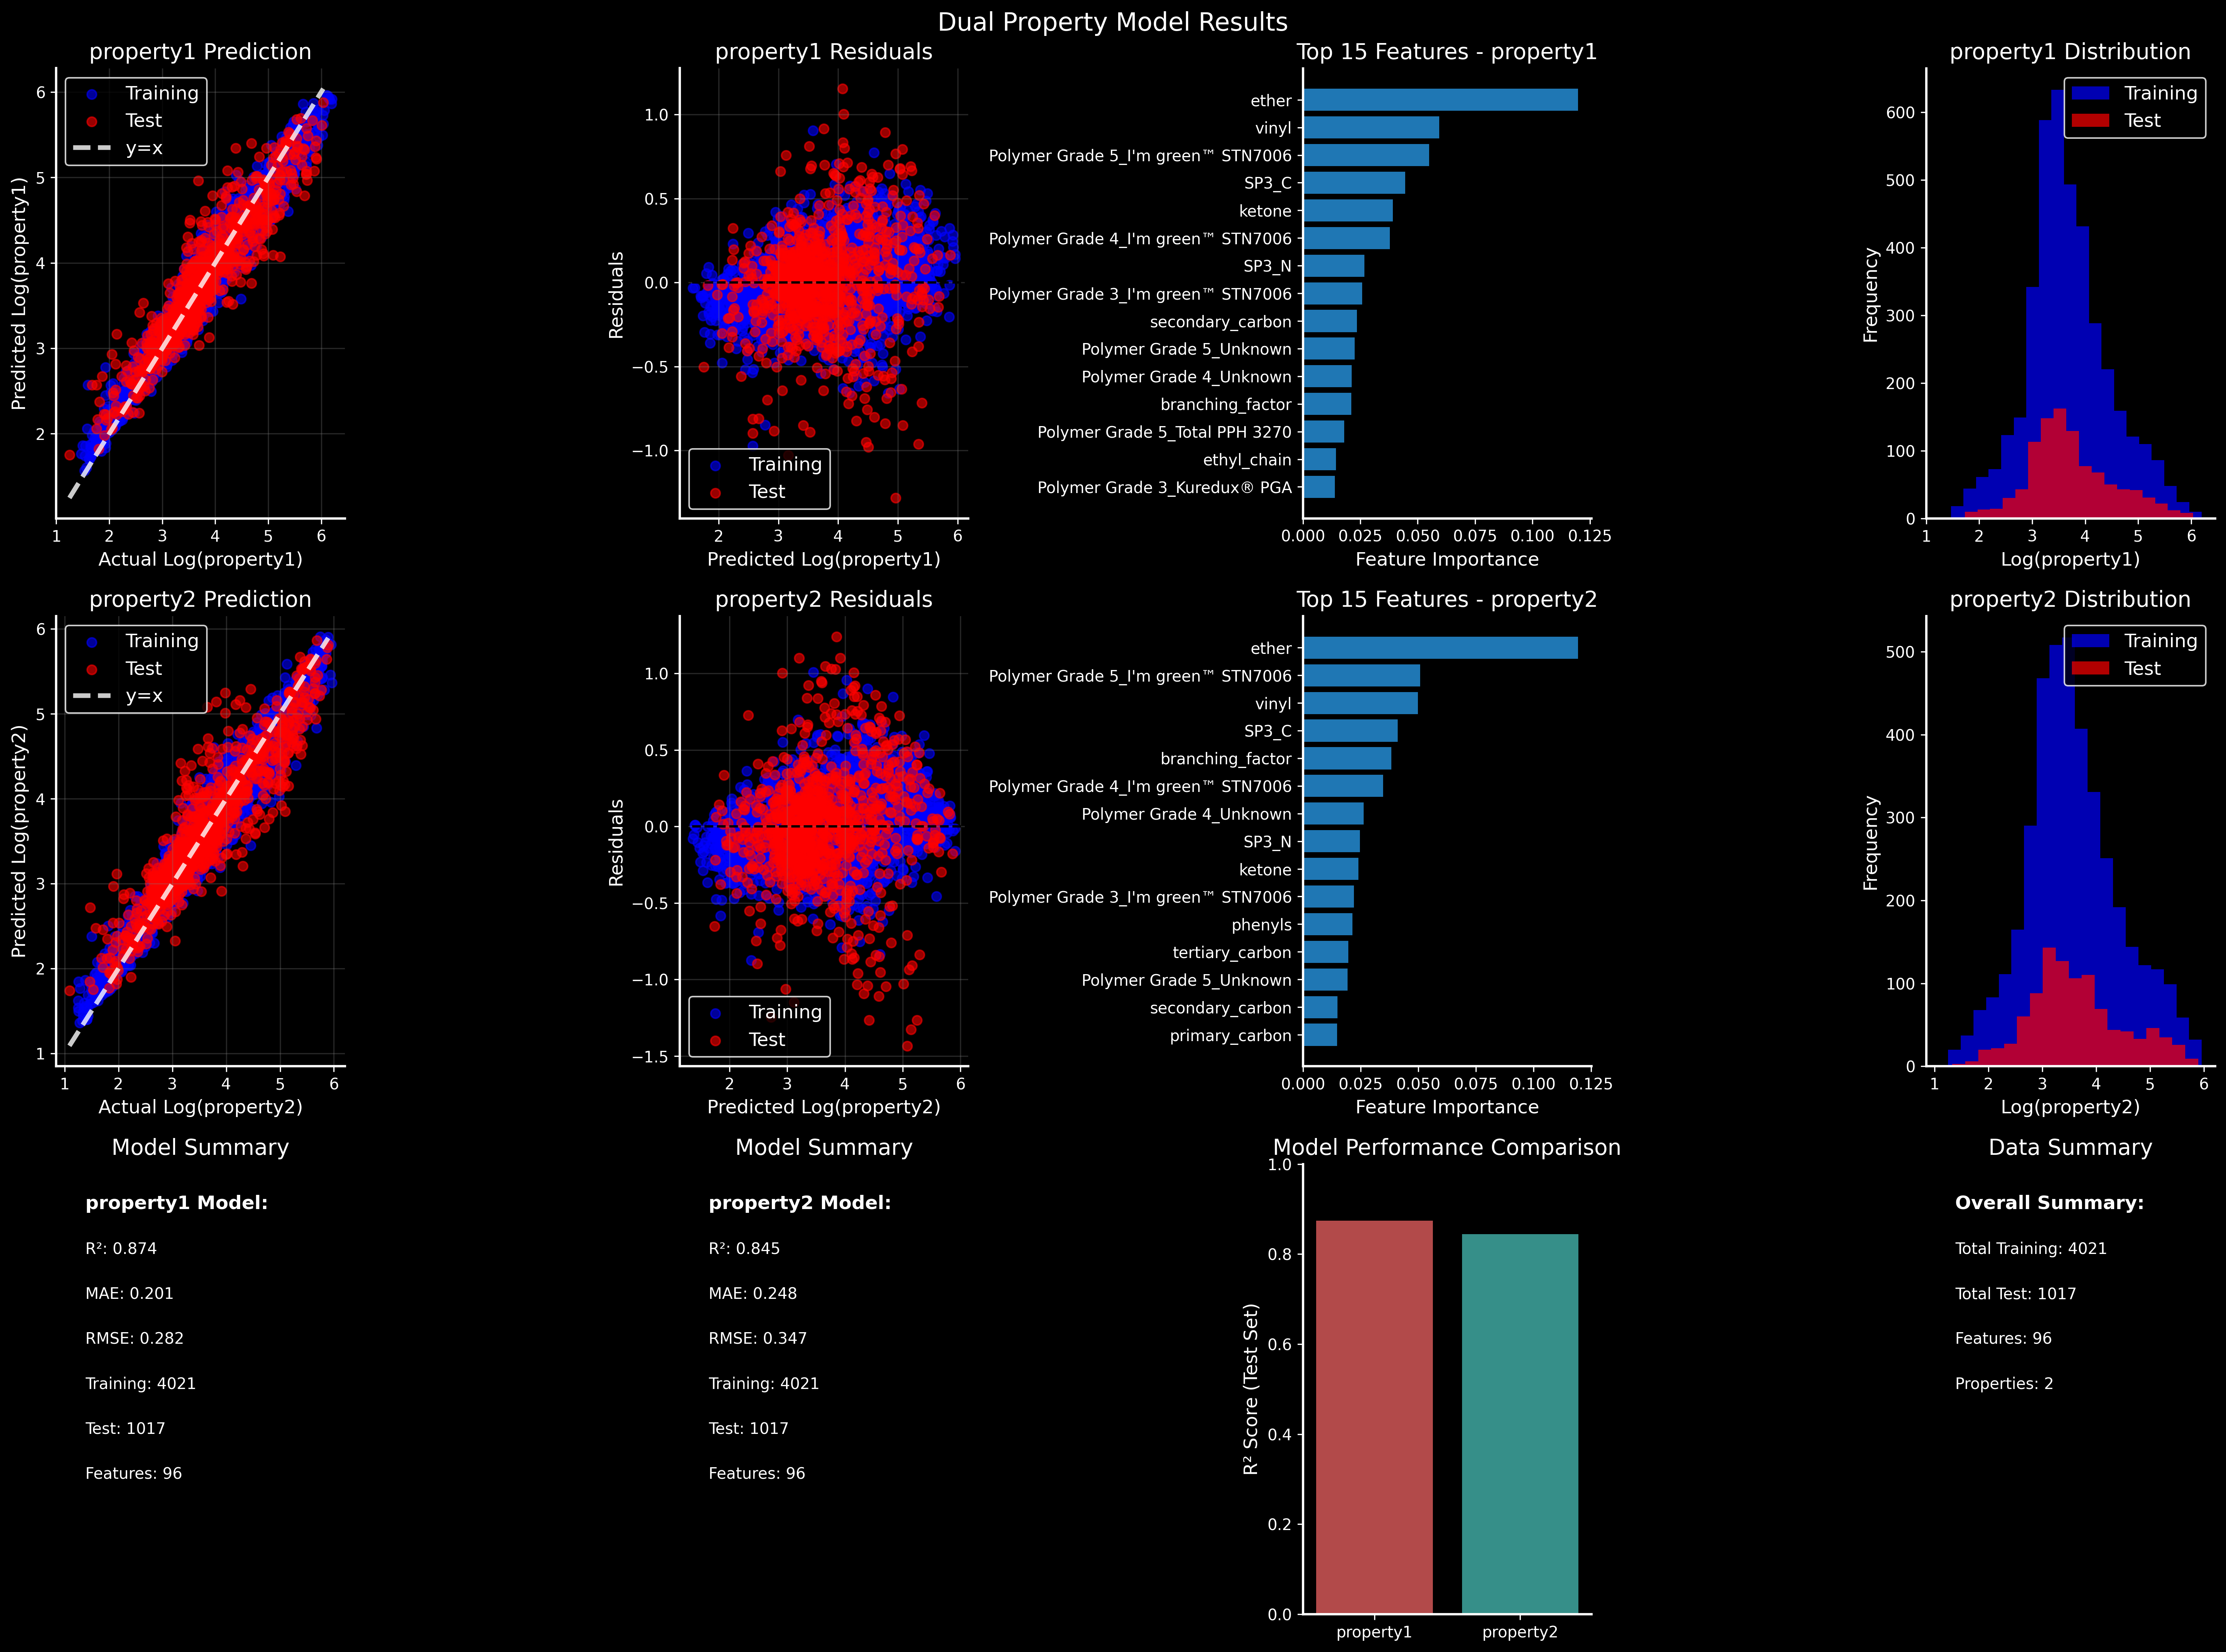 Dual Property Model Results
property1 Prediction
Training
Test
y=x
6
5
4
3
2
1
2
3
4
5
6
Predicted Log(property1)
Actual Log(property1)
property1 Residuals
1.0
0.5
0.0
−0.5
−1.0
Training
Test
2
3
4
5
6
Residuals
Predicted Log(property1)
Top 15 Features - property1
ether
vinyl
Polymer Grade 5_I'm green™ STN7006
SP3_C
ketone
Polymer Grade 4_I'm green™ STN7006
SP3_N
Polymer Grade 3_I'm green™ STN7006
secondary_carbon
Polymer Grade 5_Unknown
Polymer Grade 4_Unknown
branching_factor
Polymer Grade 5_Total PPH 3270
ethyl_chain
Polymer Grade 3_Kuredux® PGA
0.000
0.025
0.050
0.075
0.100
0.125
Feature Importance
property1 Distribution
Training
Test
600
500
400
300
200
100
0
1
2
3
4
5
6
Frequency
Log(property1)
property2 Prediction
Training
Test
y=x
6
5
4
3
2
1
1
2
3
4
5
6
Predicted Log(property2)
Actual Log(property2)
property2 Residuals
1.0
0.5
0.0
−0.5
−1.0
−1.5
Training
Test
2
3
4
5
6
Residuals
Predicted Log(property2)
Top 15 Features - property2
ether
Polymer Grade 5_I'm green™ STN7006
vinyl
SP3_C
branching_factor
Polymer Grade 4_I'm green™ STN7006
Polymer Grade 4_Unknown
SP3_N
ketone
Polymer Grade 3_I'm green™ STN7006
phenyls
tertiary_carbon
Polymer Grade 5_Unknown
secondary_carbon
primary_carbon
0.000
0.025
0.050
0.075
0.100
0.125
Feature Importance
property2 Distribution
Training
Test
500
400
300
200
100
0
1
2
3
4
5
6
Frequency
Log(property2)
Model Summary
property1 Model:
R²: 0.874
MAE: 0.201
RMSE: 0.282
Training: 4021
Test: 1017
Features: 96
Model Summary
property2 Model:
R²: 0.845
MAE: 0.248
RMSE: 0.347
Training: 4021
Test: 1017
Features: 96
Model Performance Comparison
1.0
0.8
0.6
0.4
0.2
0.0
R² Score (Test Set)
property1
property2
Data Summary
Overall Summary:
Total Training: 4021
Total Test: 1017
Features: 96
Properties: 2